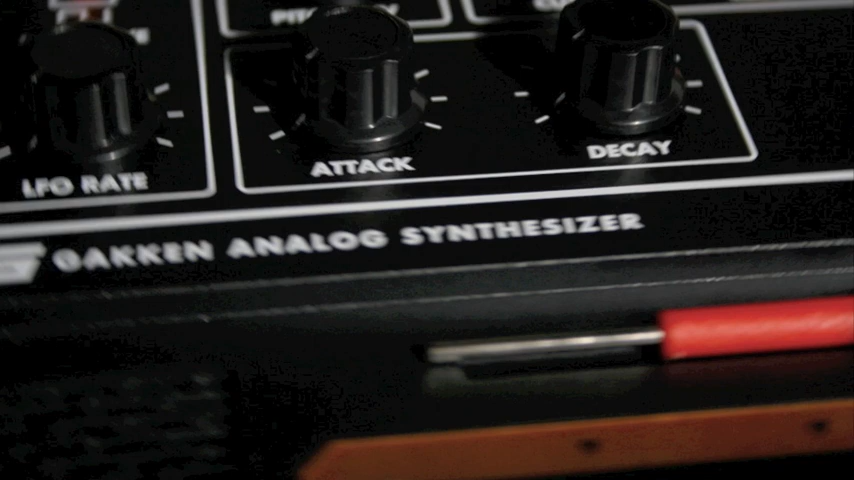 ATTACK
DECAY
LFO RATE
GAKKEN ANALOG SYNTHESIZER